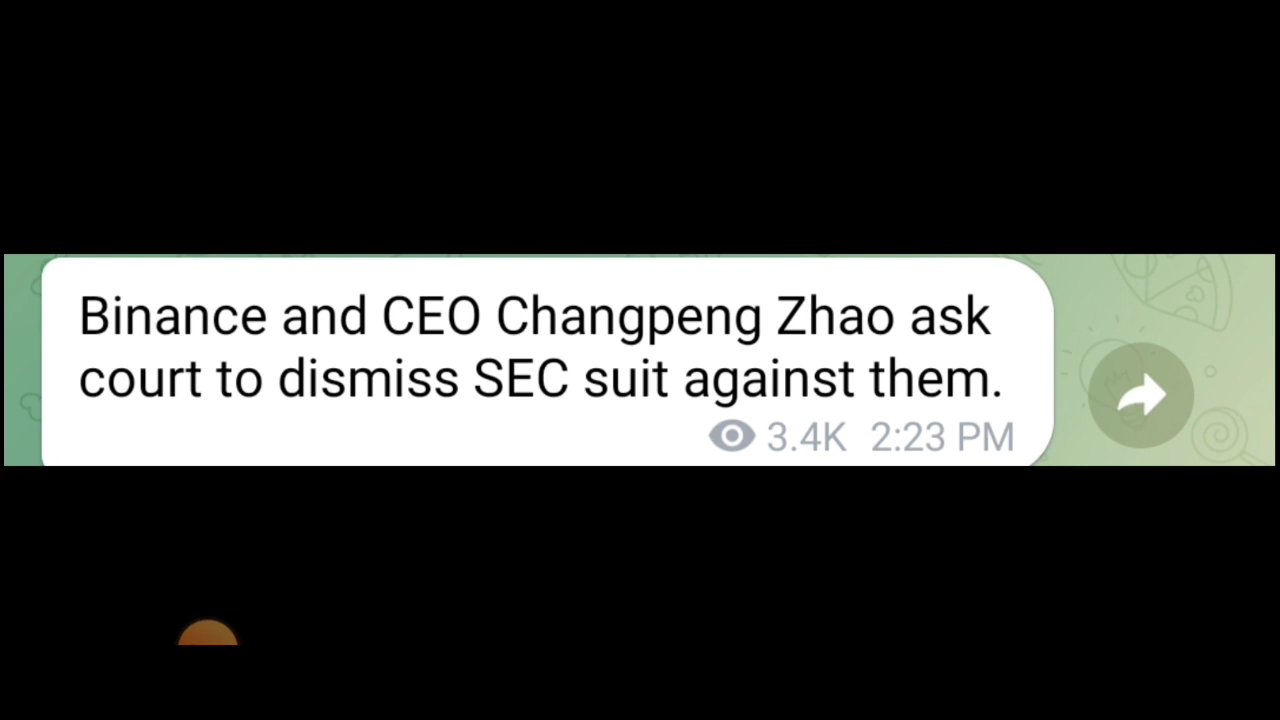 Binance and CEO Changpeng Zhao ask
court to dismiss SEC suit against them.
3.4K 2:23 PM